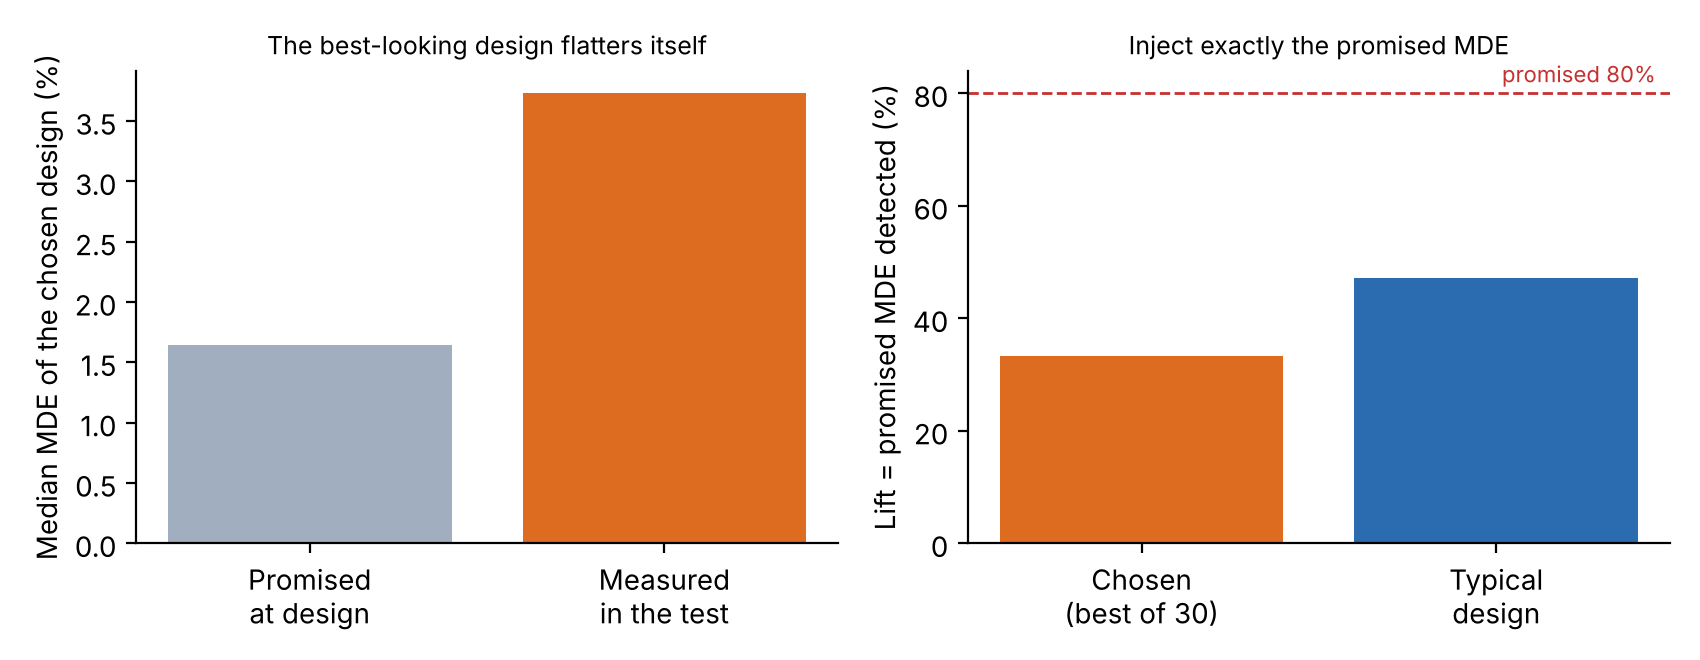 The best-looking design flatters itself
Median MDE of the chosen design (%)
3.5
3.0
2.5
2.0
1.5
1.0
0.5
0.0
Promised
at design
Measured
in the test
Inject exactly the promised MDE
promised 80%
Lift = promised MDE detected (%)
80
60
40
20
0
Chosen
(best of 30)
Typical
design